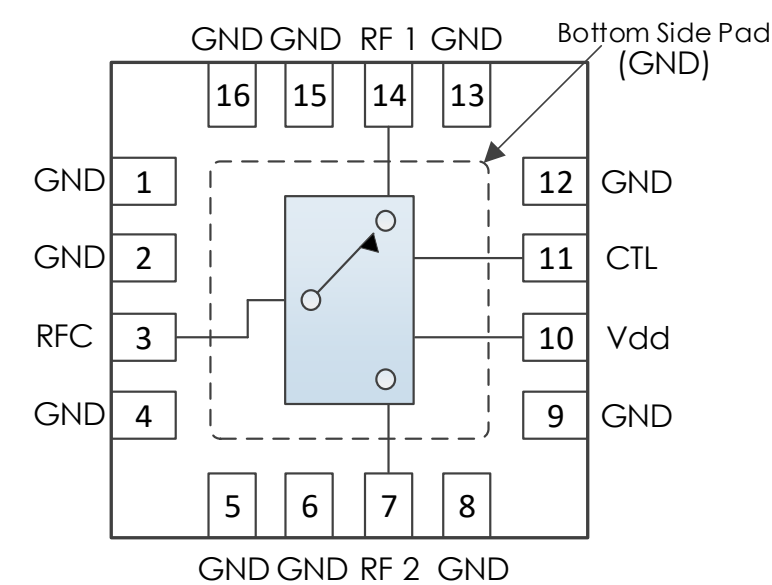 GND GND RF 1 GND
Bottom Side Pad
(GND)
16 15 14 13
GND 1
12 GND
GND 2
11 CTL
RFC 3
10 Vdd
GND 4
9 GND
5 6 7 8
GND GND RF 2 GND